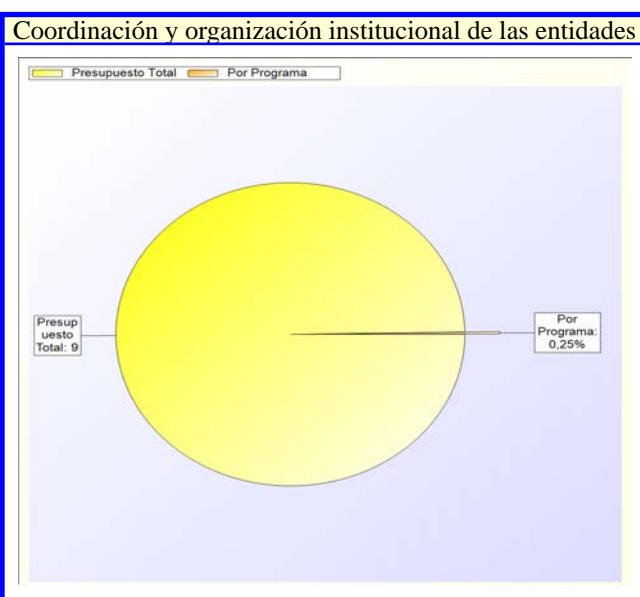 Coordinación y organización institucional de las entidades
Presupuesto Total Por Programa
Presup
uesto
Total: 9
Por
Programa:
0,25%